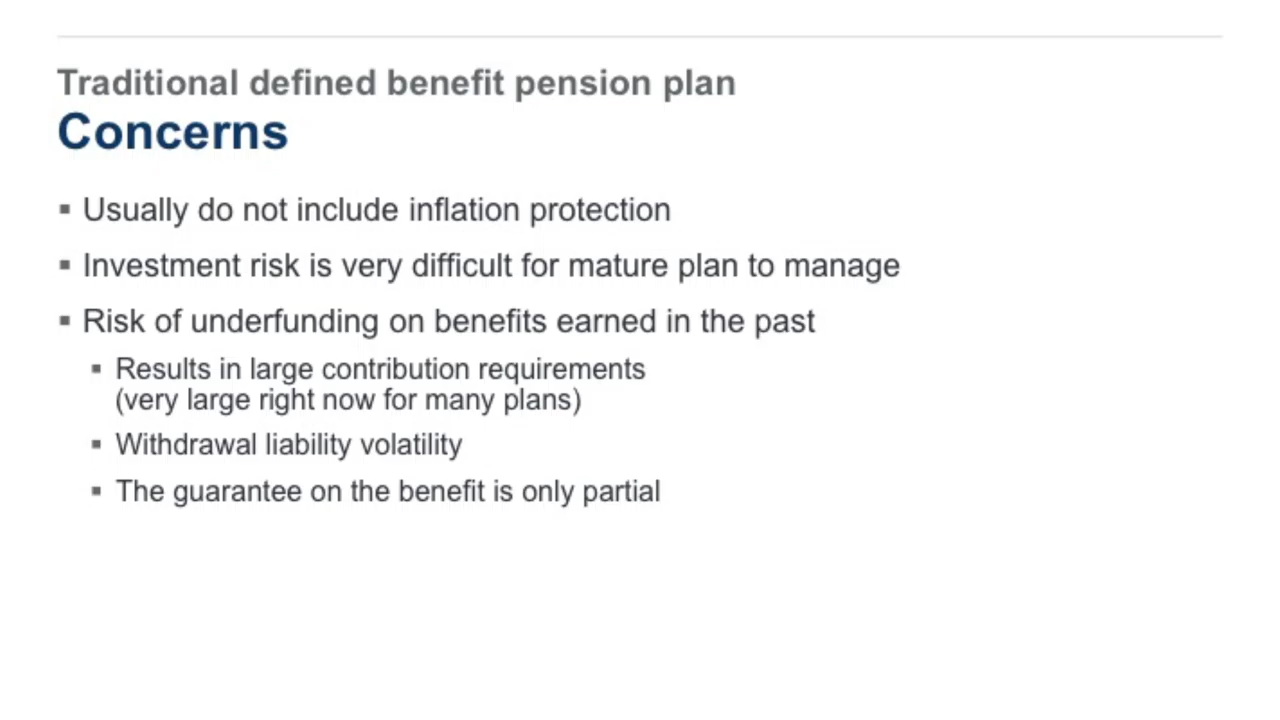 Traditional defined benefit pension plan
Concerns
▪ Usually do not include inflation protection
▪ Investment risk is very difficult for mature plan to manage
▪ Risk of underfunding on benefits earned in the past
▪ Results in large contribution requirements
(very large right now for many plans)
▪ Withdrawal liability volatility
▪ The guarantee on the benefit is only partial